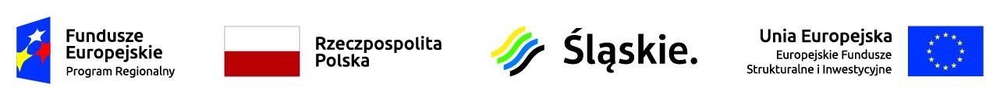 Fundusze
Europejskie
Program Regionalny
Rzeczpospolita
Polska
Śląskie.
Unia Europejska
Europejskie Fundusze
Strukturalne i Inwestycyjne